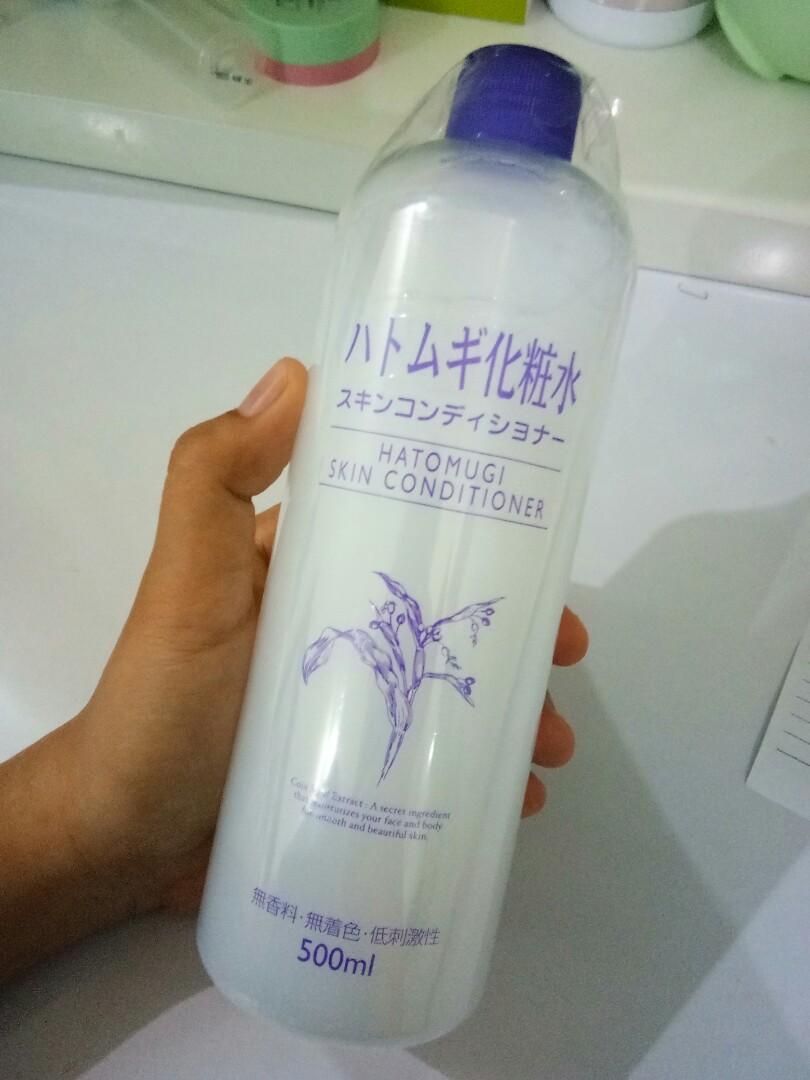 ハトムギ化粧水
スキンコンディショナー
HATOMUGI
SKIN CONDITIONER
Extract : A secret ingredient
moisturizes your face and body
smooth and beautiful skin.
無香料・無着色・低刺激性
500ml